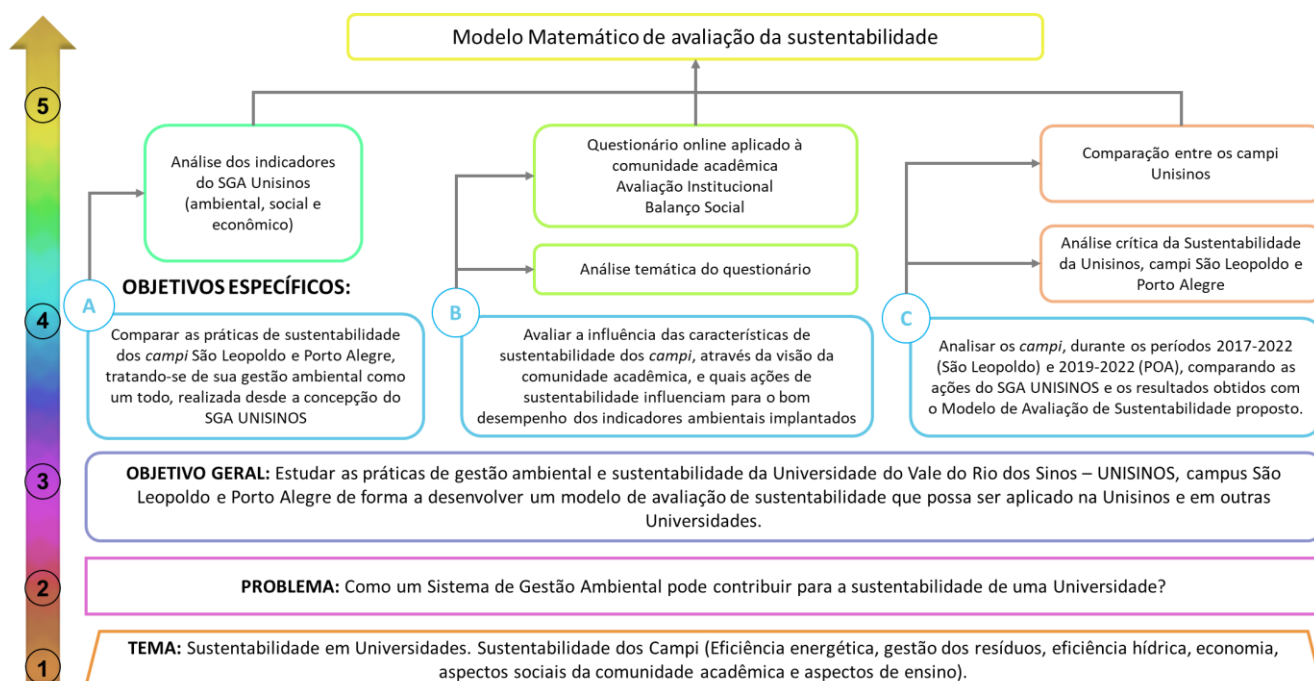 Modelo Matemático de avaliação da sustentabilidade
5
Análise dos indicadores
do SGA Unisinos
(ambiental, social e
econômico)
Questionário online aplicado à
comunidade acadêmica
Avaliação Institucional
Balanço Social
Análise temática do questionário
Comparação entre os campi
Unisinos
Análise crítica da Sustentabilidade
da Unisinos, campi São Leopoldo e
Porto Alegre
OBJETIVOS ESPECÍFICOS:
4
A
Comparar as práticas de sustentabilidade
dos campi São Leopoldo e Porto Alegre,
tratando-se de sua gestão ambiental como
um todo, realizada desde a concepção do
SGA UNISINOS
B
Avaliar a influência das características de
sustentabilidade dos campi, através da visão da
comunidade acadêmica, e quais ações de
sustentabilidade influenciam para o bom
desempenho dos indicadores ambientais implantados
C
Analisar os campi, durante os períodos 2017-2022
(São Leopoldo) e 2019-2022 (POA), comparando as
ações do SGA UNISINOS e os resultados obtidos com
o Modelo de Avaliação de Sustentabilidade proposto.
3
OBJETIVO GERAL: Estudar as práticas de gestão ambiental e sustentabilidade da Universidade do Vale do Rio dos Sinos – UNISINOS, campus São
Leopoldo e Porto Alegre de forma a desenvolver um modelo de avaliação de sustentabilidade que possa ser aplicado na Unisinos e em outras
Universidades.
2
PROBLEMA: Como um Sistema de Gestão Ambiental pode contribuir para a sustentabilidade de uma Universidade?
1
TEMA: Sustentabilidade em Universidades. Sustentabilidade dos Campi (Eficiência energética, gestão dos resíduos, eficiência hídrica, economia,
aspectos sociais da comunidade acadêmica e aspectos de ensino).